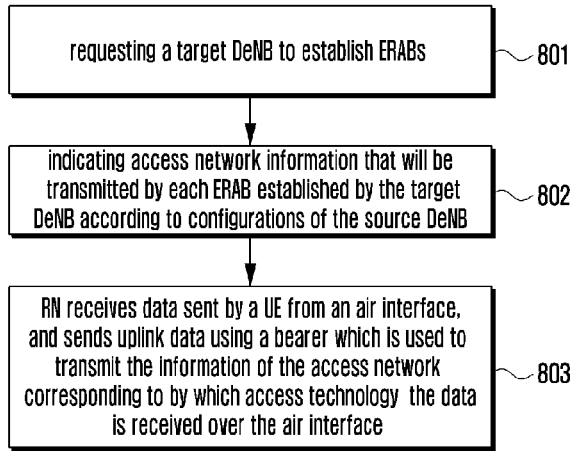 requesting a target DeNB to establish ERABs
801
indicating access network information that will be
transmitted by each ERAB established by the target
DeNB according to configurations of the source DeNB
802
RN receives data sent by a UE from an air interface,
and sends uplink data using a bearer which is used to
transmit the information of the access network
corresponding to by which access technology the data
is received over the air interface
803